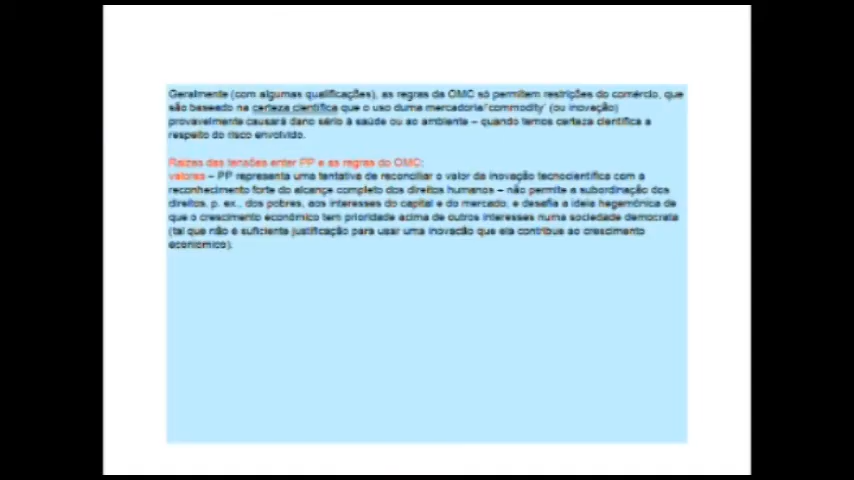 Geralmente (com algumas qualificações), as regras da OMC só permitem restrições do comércio, que
são baseado na certeza científica que o uso duma mercadoria/'commodity' (ou inovação)
provavelmente causará dano sério à saúde ou ao ambiente – quando temos certeza científica a
respeito do risco envolvido.
Raízes das tensões enter PP e as regras do OMC:
valores – PP representa uma tentativa de reconciliar o valor da inovação tecnocientífica com a
reconhecimento forte do alcance completo dos direitos humanos – não permite a subordinação dos
direitos, p. ex., dos pobres, aos interesses do capital e do mercado, e desafia a ideia hegemônica de
que o crescimento econômico tem prioridade acima de outros interesses numa sociedade democrata
(tal que não é suficiente justificação para usar uma inovacão que ela contribue ao crescimento
economico).